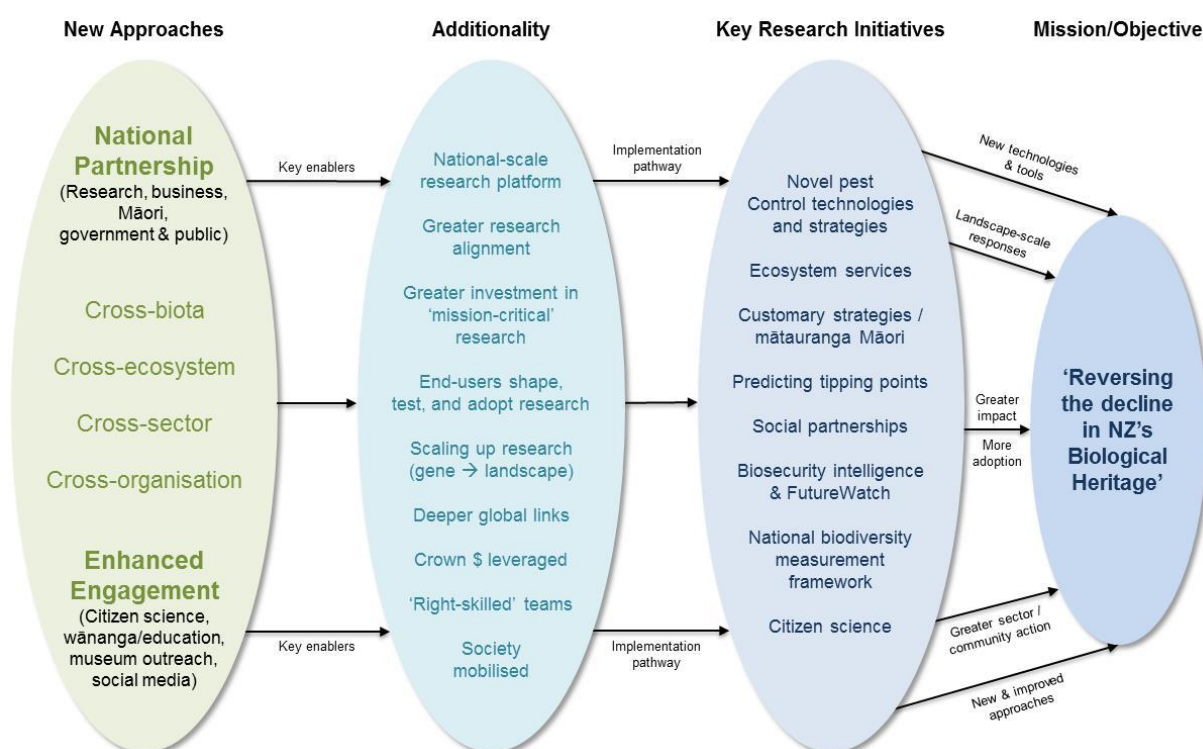 New Approaches
Additionality
Key Research Initiatives
Mission/Objective
National
Partnership
(Research, business,
Māori,
government & public)
Cross-biota
Cross-ecosystem
Cross-sector
Cross-organisation
Enhanced
Engagement
(Citizen science,
wānanga/education,
museum outreach,
social media)
Key enablers
Key enablers
National-scale
research platform
Greater research
alignment
Greater investment in
‘mission-critical’
research
End-users shape,
test, and adopt research
Scaling up research
(gene → landscape)
Deeper global links
Crown $ leveraged
‘Right-skilled’ teams
Society
mobilised
Implementation
pathway
Implementation
pathway
Novel pest
Control technologies
and strategies
Ecosystem services
Customary strategies /
mātauranga Māori
Predicting tipping points
Social partnerships
Biosecurity intelligence
& FutureWatch
National biodiversity
measurement
framework
Citizen science
New technologies
& tools
Landscape-scale
responses
Greater
impact
More
adoption
Greater sector /
community action
New & improved
approaches
‘Reversing
the decline
in NZ’s
Biological
Heritage’